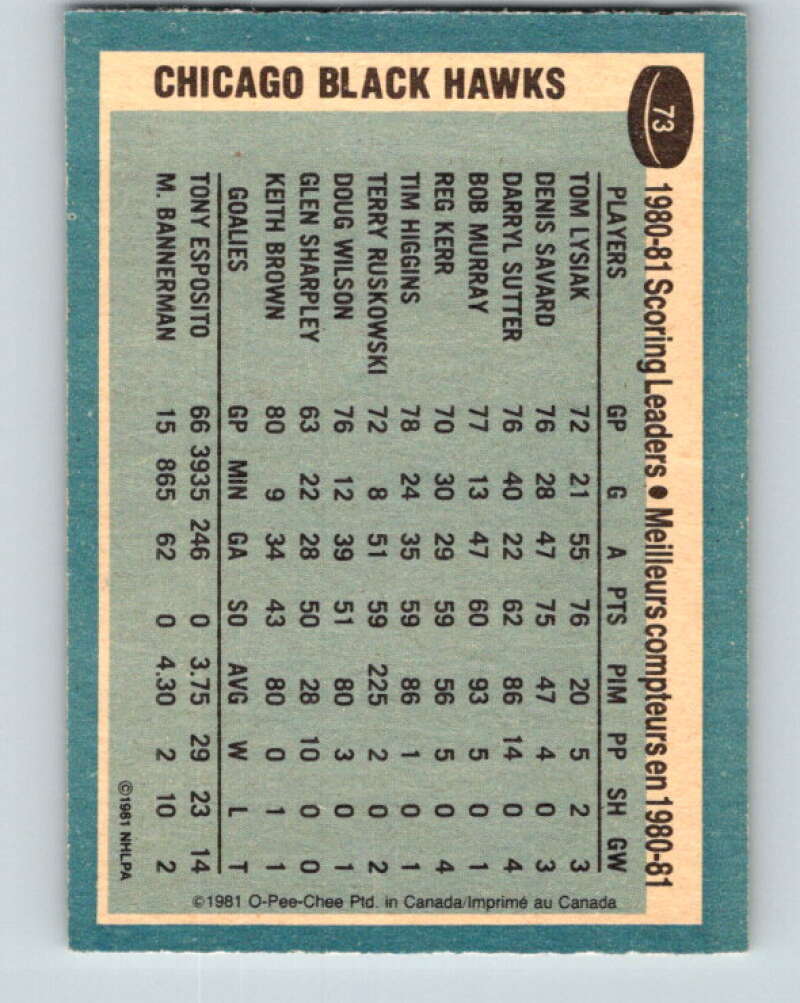 CHICAGO BLACK HAWKS
73
1980-81 Scoring Leaders • Meilleurs compteurs en 1980-81
PLAYERS GP G A PTS PIM PP SH GW
TOM LYSIAK 72 21 55 76 20 5 2 3
DENIS SAVARD 76 28 47 75 47 4 0 3
DARRYL SUTTER 76 40 22 62 86 14 0 4
BOB MURRAY 77 13 47 60 93 5 0 1
REG KERR 70 30 29 59 56 5 0 4
TIM HIGGINS 78 24 35 59 86 1 0 1
TERRY RUSKOWSKI 72 8 51 59 225 2 0 2
DOUG WILSON 76 12 39 51 80 3 0 1
GLEN SHARPLEY 63 22 28 50 28 10 0 0
KEITH BROWN 80 9 34 43 80 0 1 1
GOALIES GP MIN GA SO AVG W L T
TONY ESPOSITO 66 3935 246 0 3.75 29 23 14
M. BANNERMAN 15 865 62 0 4.30 2 10 2
©1981 NHLPA
©1981 O-Pee-Chee Ptd. in Canada/Imprimé au Canada